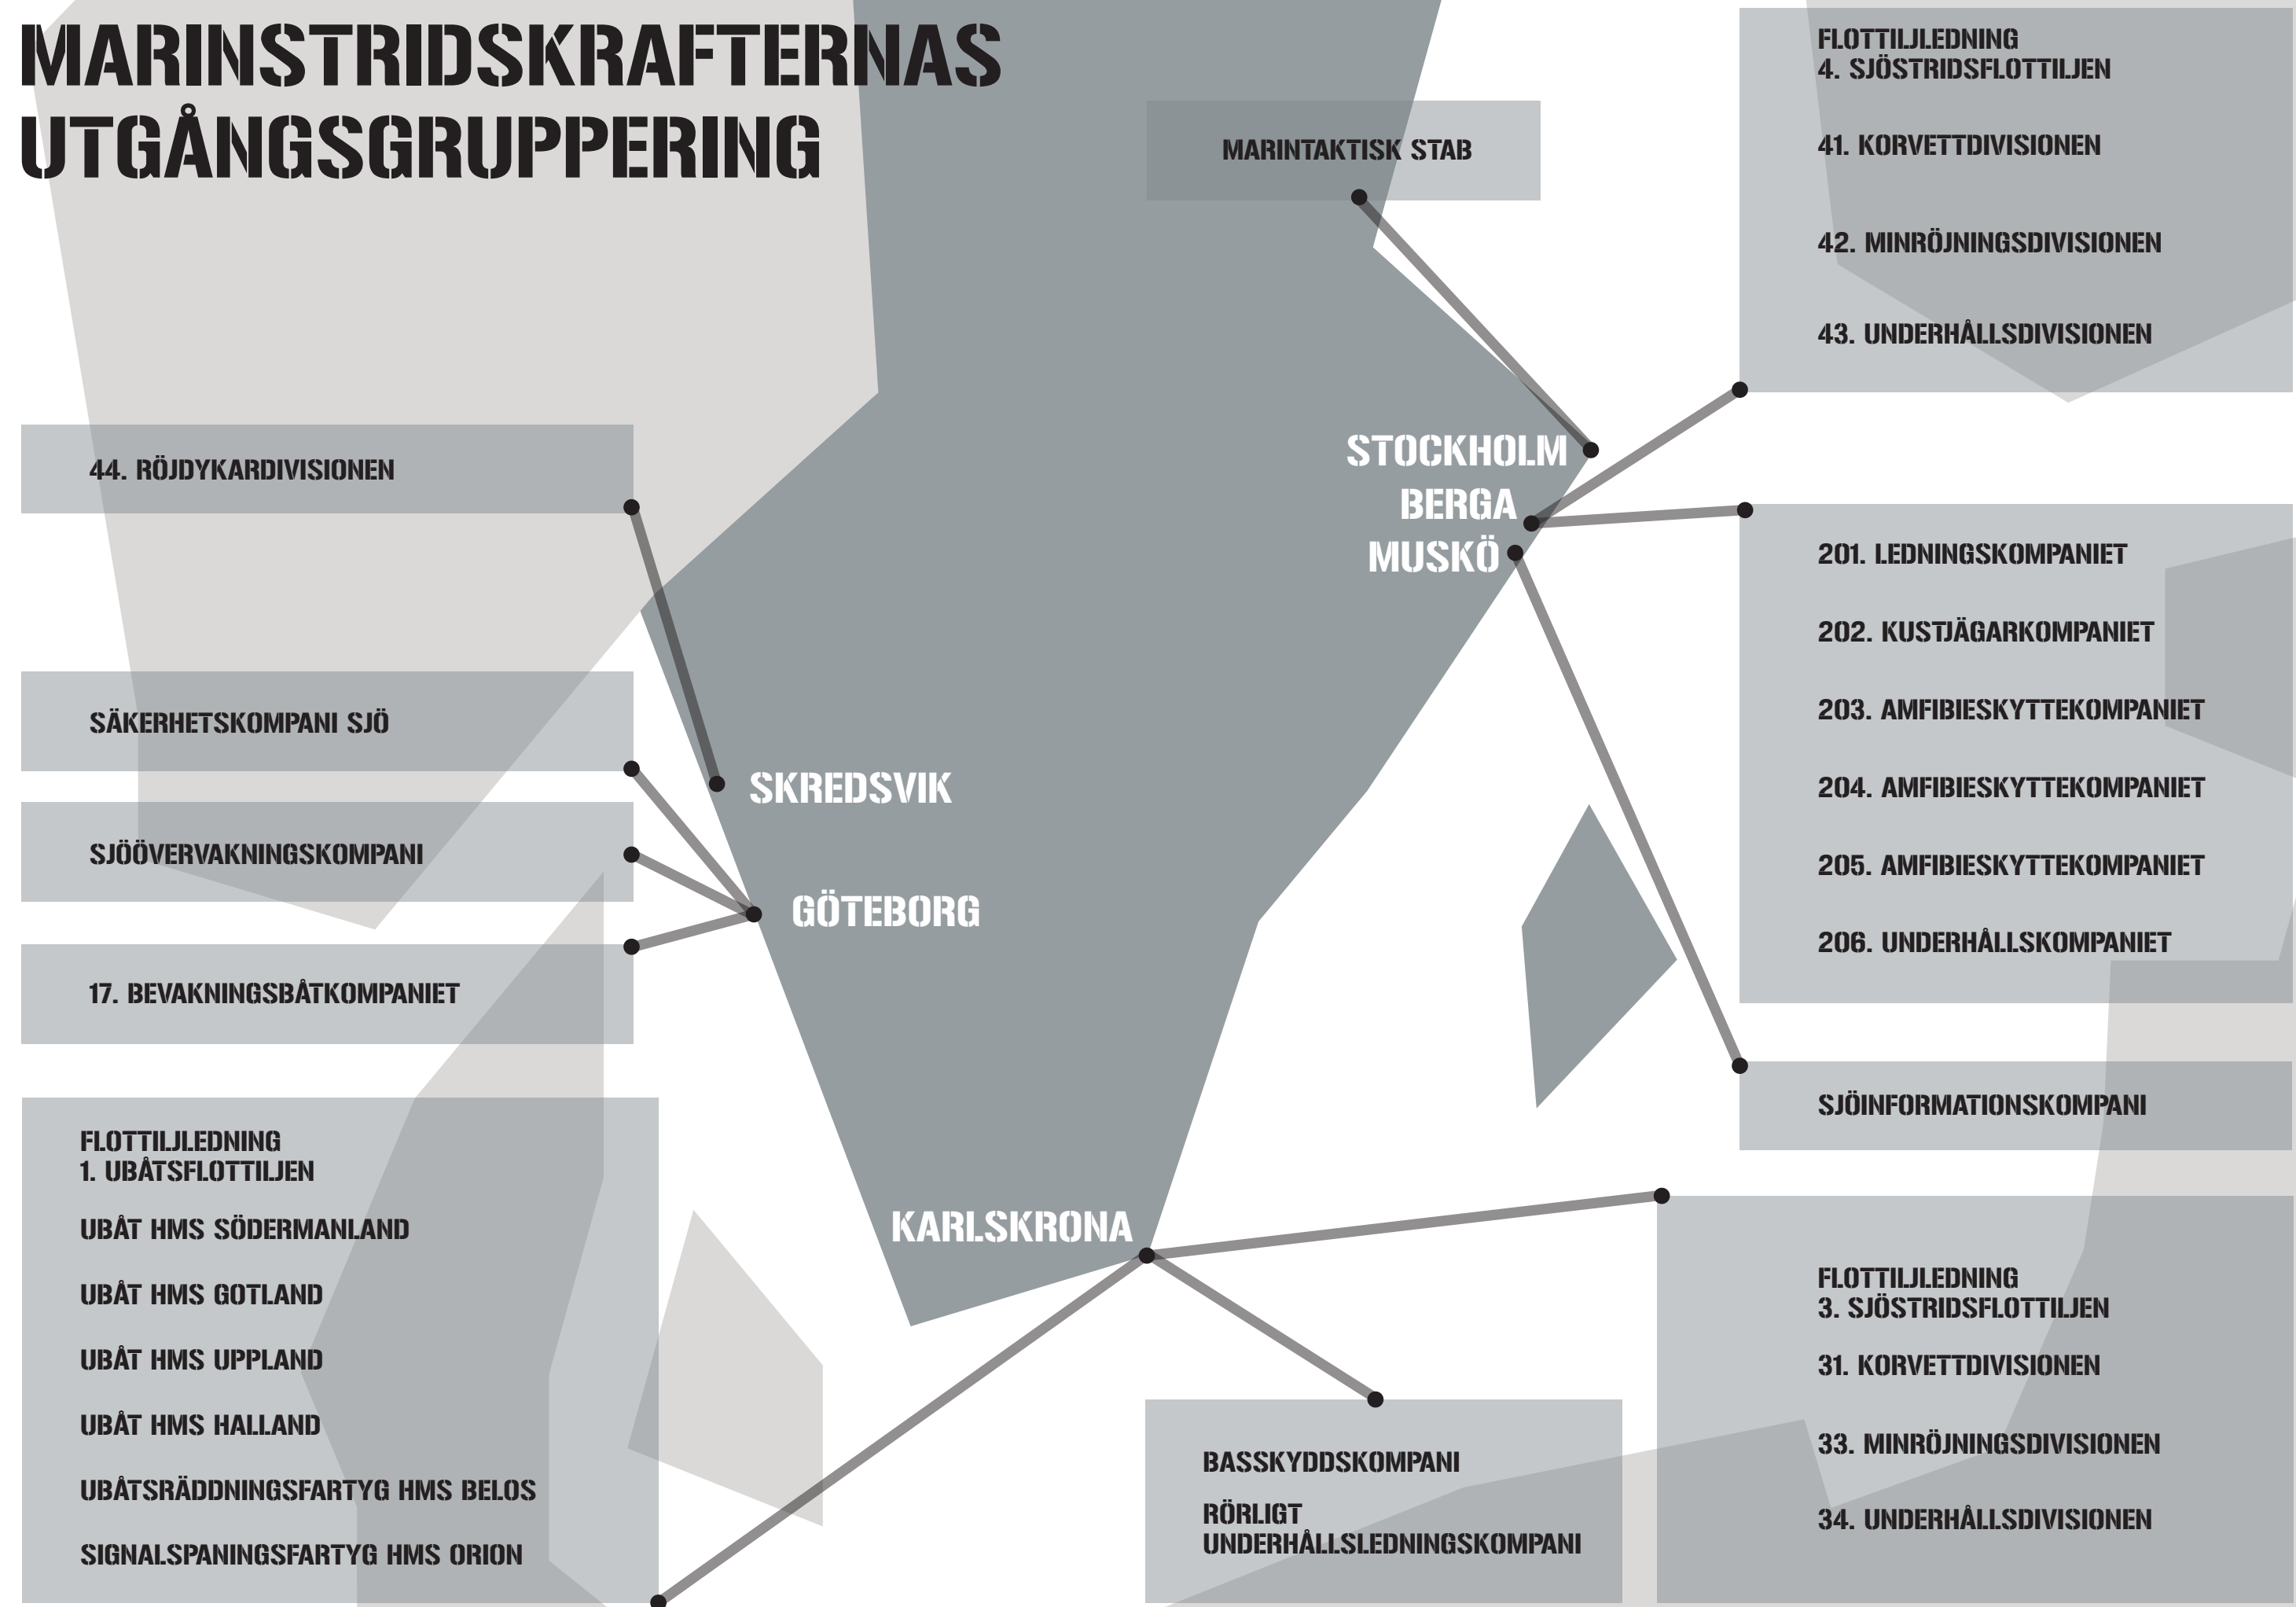 MARINSTRIDSKRAFTERNAS
UTGÅNGSGRUPPERING
MARINTAKTISK STAB
FLOTTILJLEDNING
4. SJÖSTRIDSFLOTTILJEN
41. KORVETTDIVISIONEN
42. MINRÖJNINGSDIVISIONEN
43. UNDERHÅLLSDIVISIONEN
44. RÖJDYKARDIVISIONEN
STOCKHOLM
BERGA
MUSKÖ
201. LEDNINGSKOMPANIET
202. KUSTJÄGARKOMPANIET
203. AMFIBIESKYTTEKOMPANIET
204. AMFIBIESKYTTEKOMPANIET
205. AMFIBIESKYTTEKOMPANIET
206. UNDERHÅLLSKOMPANIET
SÄKERHETSKOMPANI SJÖ
SJÖÖVERVAKNINGSKOMPANI
17. BEVAKNINGSBÅTKOMPANIET
SKREDSVIK
GÖTEBORG
SJÖINFORMATIONSKOMPANI
FLOTTILJLEDNING
1. UBÅTSFLOTTILJEN
UBÅT HMS SÖDERMANLAND
UBÅT HMS GOTLAND
UBÅT HMS UPPLAND
UBÅT HMS HALLAND
UBÅTSRÄDDNINGSFARTYG HMS BELOS
SIGNALSPANINGSFARTYG HMS ORION
KARLSKRONA
BASSKYDDSKOMPANI
RÖRLIGT
UNDERHÅLLSLEDNINGSKOMPANI
FLOTTILJLEDNING
3. SJÖSTRIDSFLOTTILJEN
31. KORVETTDIVISIONEN
33. MINRÖJNINGSDIVISIONEN
34. UNDERHÅLLSDIVISIONEN